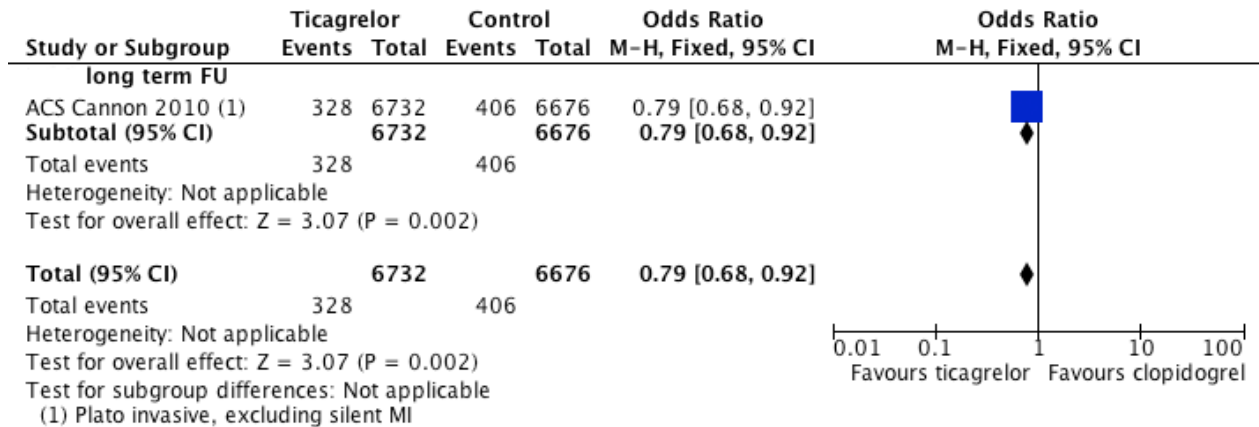 Ticagrelor Control Odds Ratio Odds Ratio
Study or Subgroup Events Total Events Total M-H, Fixed, 95% CI M-H, Fixed, 95% CI
long term FU
ACS Cannon 2010 (1) 328 6732 406 6676 0.79 [0.68, 0.92]
Subtotal (95% CI) 6732 6676 0.79 [0.68, 0.92]
Total events 328 406
Heterogeneity: Not applicable
Test for overall effect: Z = 3.07 (P = 0.002)
Total (95% CI) 6732 6676 0.79 [0.68, 0.92]
Total events 328 406
Heterogeneity: Not applicable
Test for overall effect: Z = 3.07 (P = 0.002)
Test for subgroup differences: Not applicable
(1) Plato invasive, excluding silent MI
0.01 0.1 1 10 100
Favours ticagrelor Favours clopidogrel